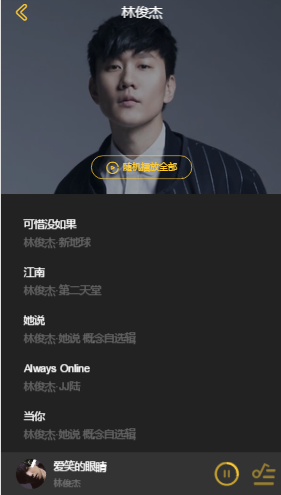 林俊杰
随机播放全部
可惜没如果
林俊杰·新地球
江南
林俊杰·第二天堂
她说
林俊杰·她说 概念自选辑
Always Online
林俊杰·JJ陆
当你
林俊杰·她说 概念自选辑
爱笑的眼睛
林俊杰